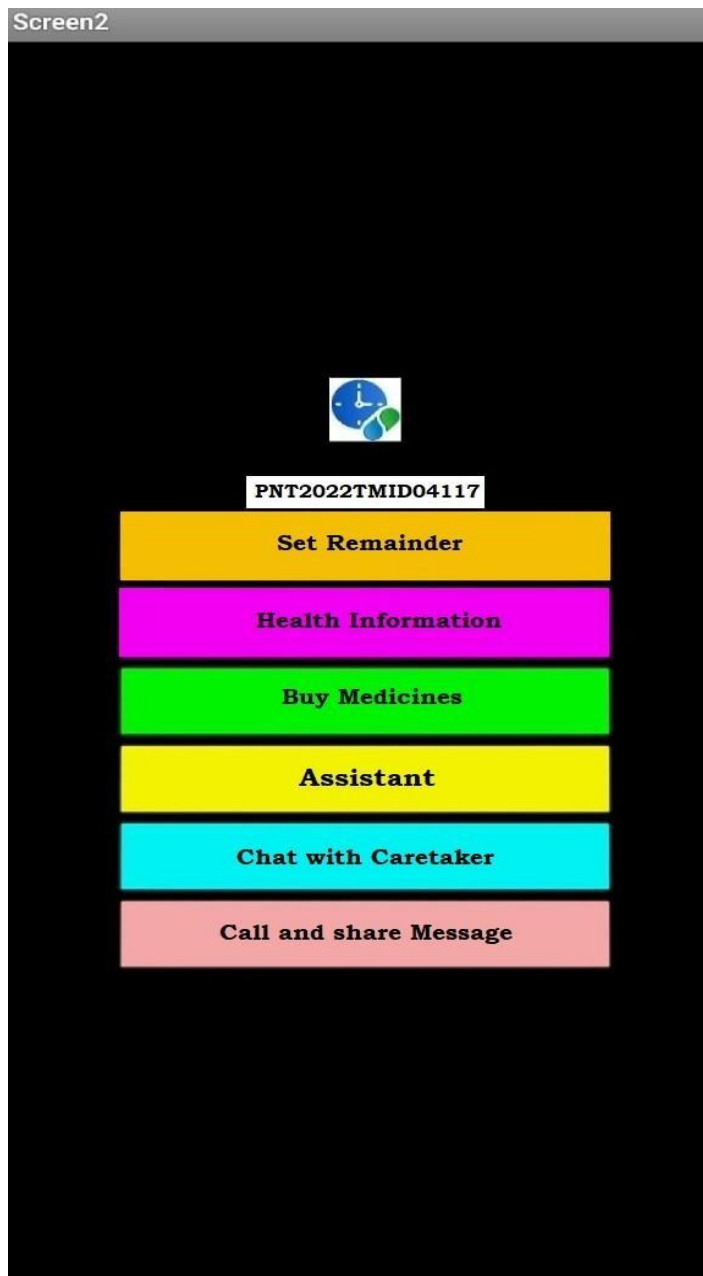 Screen2
PNT2022TMID04117
Set Remainder
Health Information
Buy Medicines
Assistant
Chat with Caretaker
Call and share Message